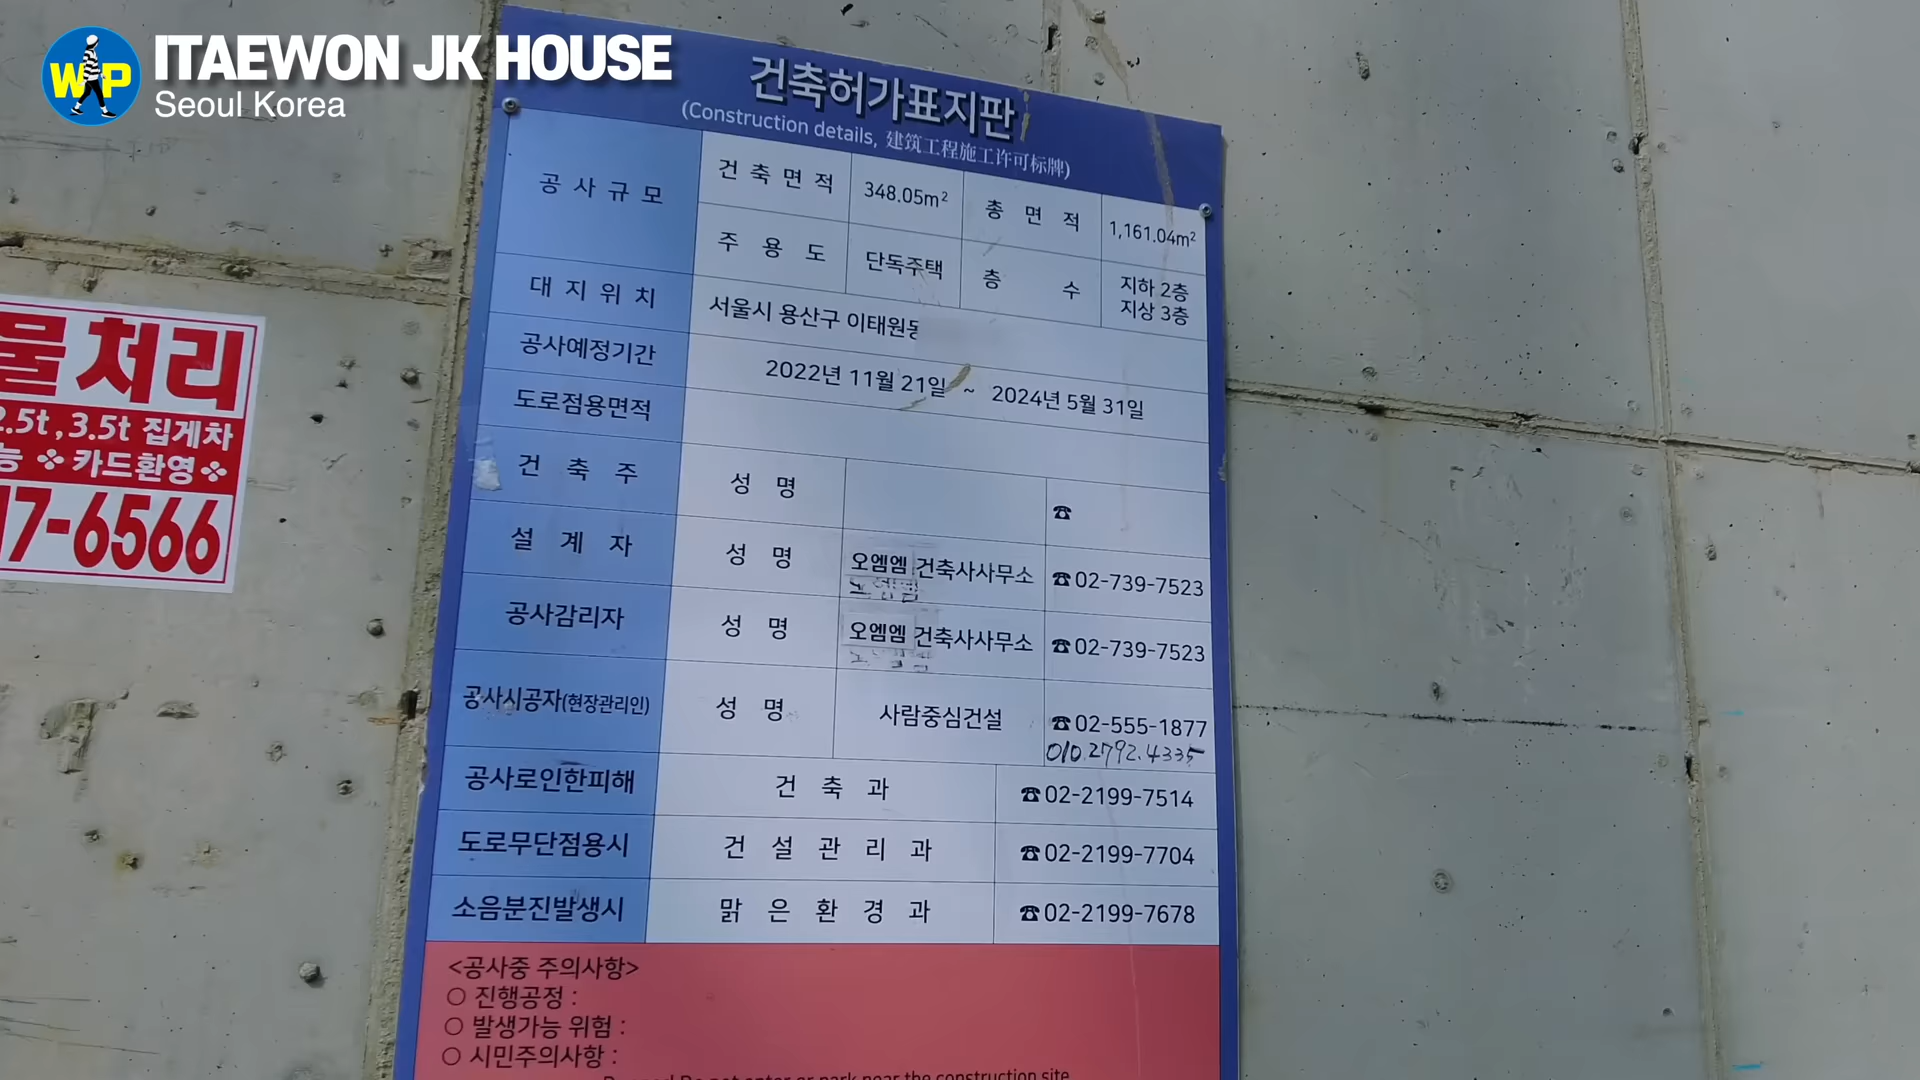 ITAEWON JK HOUSE
Seoul Korea
W P
건축허가표지판
(Construction details, 建筑工程施工许可标牌)
공사규모 건축면적 348.05m² 총면적 1,161.04m²
주용도 단독주택 층수 지하 2층
지상 3층
대지위치 서울시 용산구 이태원동
공사예정기간 2022년 11월 21일 ~ 2024년 5월 31일
도로점용면적
건축주 성명 ☎
설계자 성명 오엠엠 건축사사무소 ☎02-739-7523
공사감리자 성명 오엠엠 건축사사무소 ☎02-739-7523
공사시공자(현장관리인) 성명 사람중심건설 ☎02-555-1877
010.2792.4335
공사로인한피해 건축과 ☎02-2199-7514
도로무단점용시 건설관리과 ☎02-2199-7704
소음분진발생시 맑은환경과 ☎02-2199-7678
<공사중 주의사항>
○ 진행공정 :
○ 발생가능 위험 :
○ 시민주의사항 :
Do not enter or park near the construction site
물처리
2.5t, 3.5t 집게차
능 ❖카드환영❖
17-6566